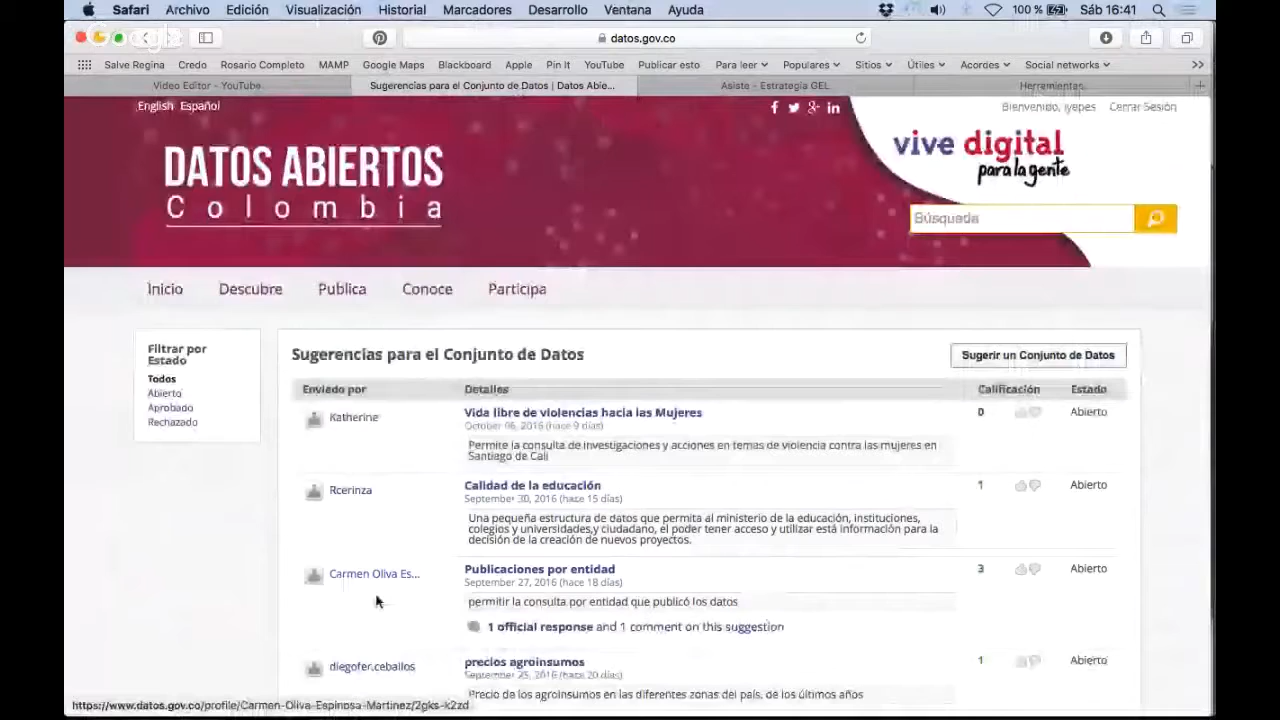 Safari Archivo Edición Visualización Historial Marcadores Desarrollo Ventana Ayuda 100 % Sáb 16:41
Google
datos.gov.co
Salve Regina Credo Rosario Completo MAMP Google Maps Blackboard Apple Pin It YouTube Publicar esto Para leer Populares Sitios Útiles Acordes Social networks
Video Editor - YouTube Sugerencias para el Conjunto de Datos | Datos Abie... Asiste - Estrategia GEL Herramientas
English Español
Bienvenido, iyepes Cerrar Sesión
DATOS ABIERTOS
Colombia
vive digital
para la gente
Búsqueda
Inicio Descubre Publica Conoce Participa
Filtrar por
Estado
Todos
Abierto
Aprobado
Rechazado
Sugerencias para el Conjunto de Datos
Sugerir un Conjunto de Datos
Enviado por Detalles Calificación Estado
Katherine Vida libre de violencias hacia las Mujeres 0 Abierto
October 06, 2016 (hace 9 días)
Permite la consulta de investigaciones y acciones en temas de violencia contra las mujeres en
Santiago de Cali
Rcerinza Calidad de la educación 1 Abierto
September 30, 2016 (hace 15 días)
Una pequeña estructura de datos que permita al ministerio de la educación, instituciones,
colegios y universidades,y ciudadano, el poder tener acceso y utilizar está información para la
decisión de la creación de nuevos proyectos.
Carmen Oliva Es... Publicaciones por entidad 3 Abierto
September 27, 2016 (hace 18 días)
permitir la consulta por entidad que publicó los datos
1 official response and 1 comment on this suggestion
diegofer.ceballos precios agroinsumos 1 Abierto
September 25, 2016 (hace 20 días)
Precio de los agroinsumos en las diferentes zonas del país, de los últimos años
https://www.datos.gov.co/profile/Carmen-Oliva-Espinosa-Martinez/2gks-k2zd